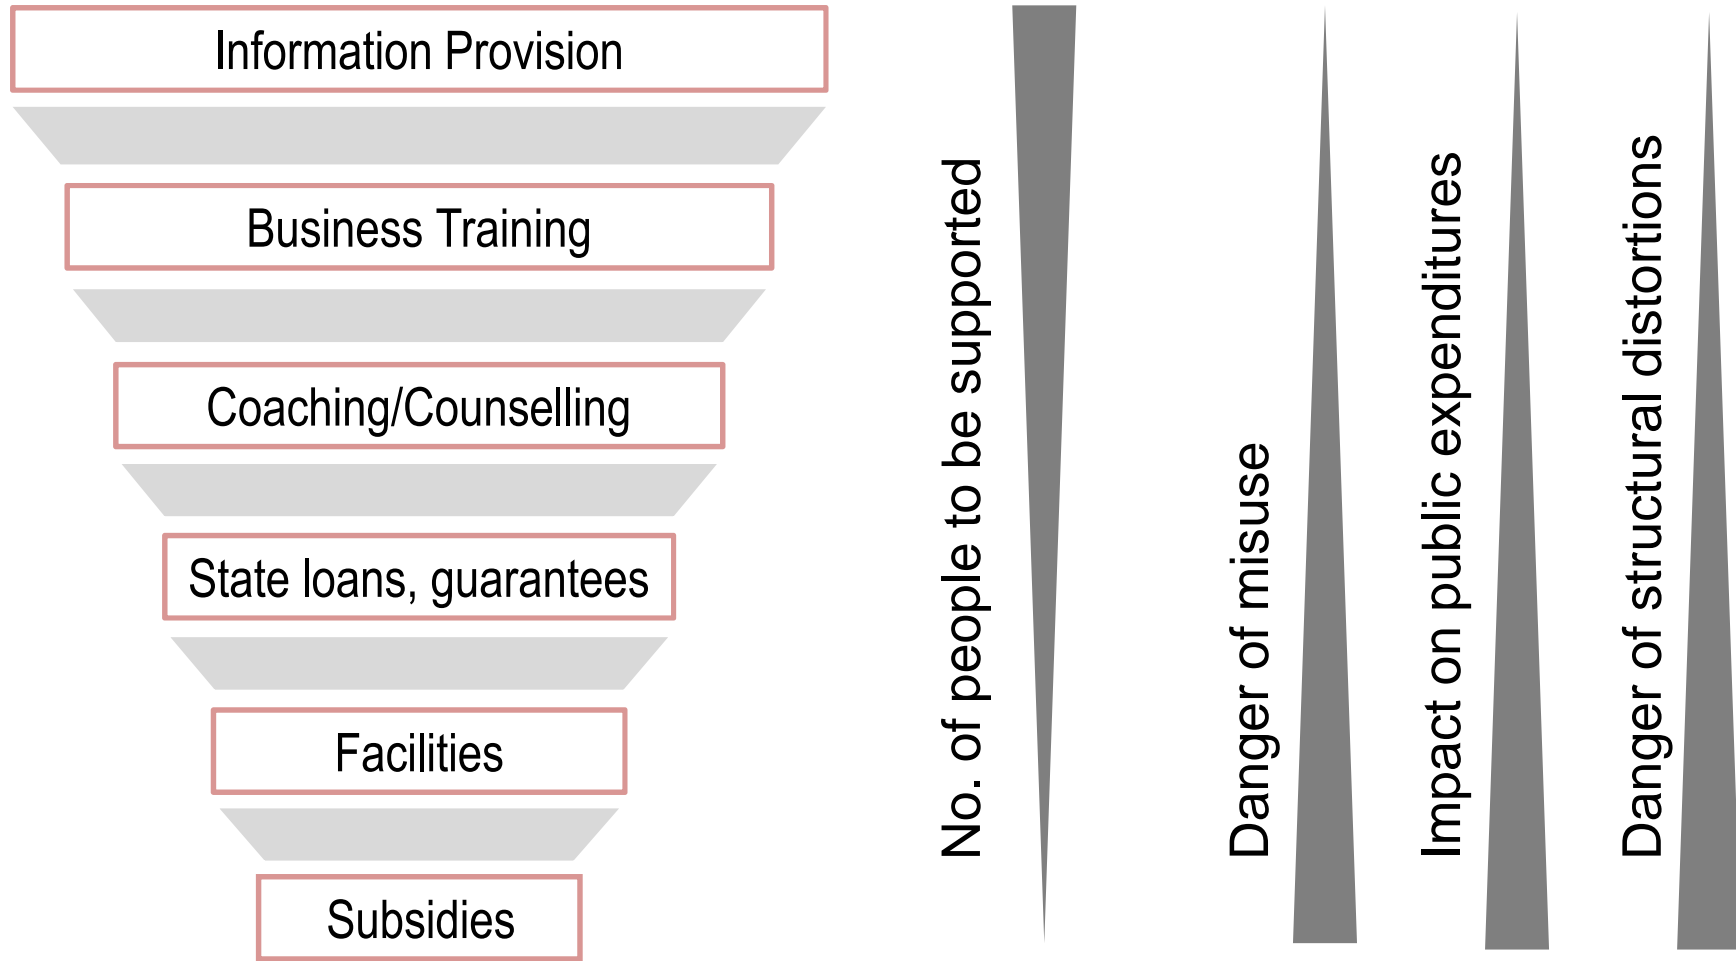 Information Provision
Business Training
Coaching/Counselling
State loans, guarantees
Facilities
Subsidies
No. of people to be supported
Danger of misuse
Impact on public expenditures
Danger of structural distortions